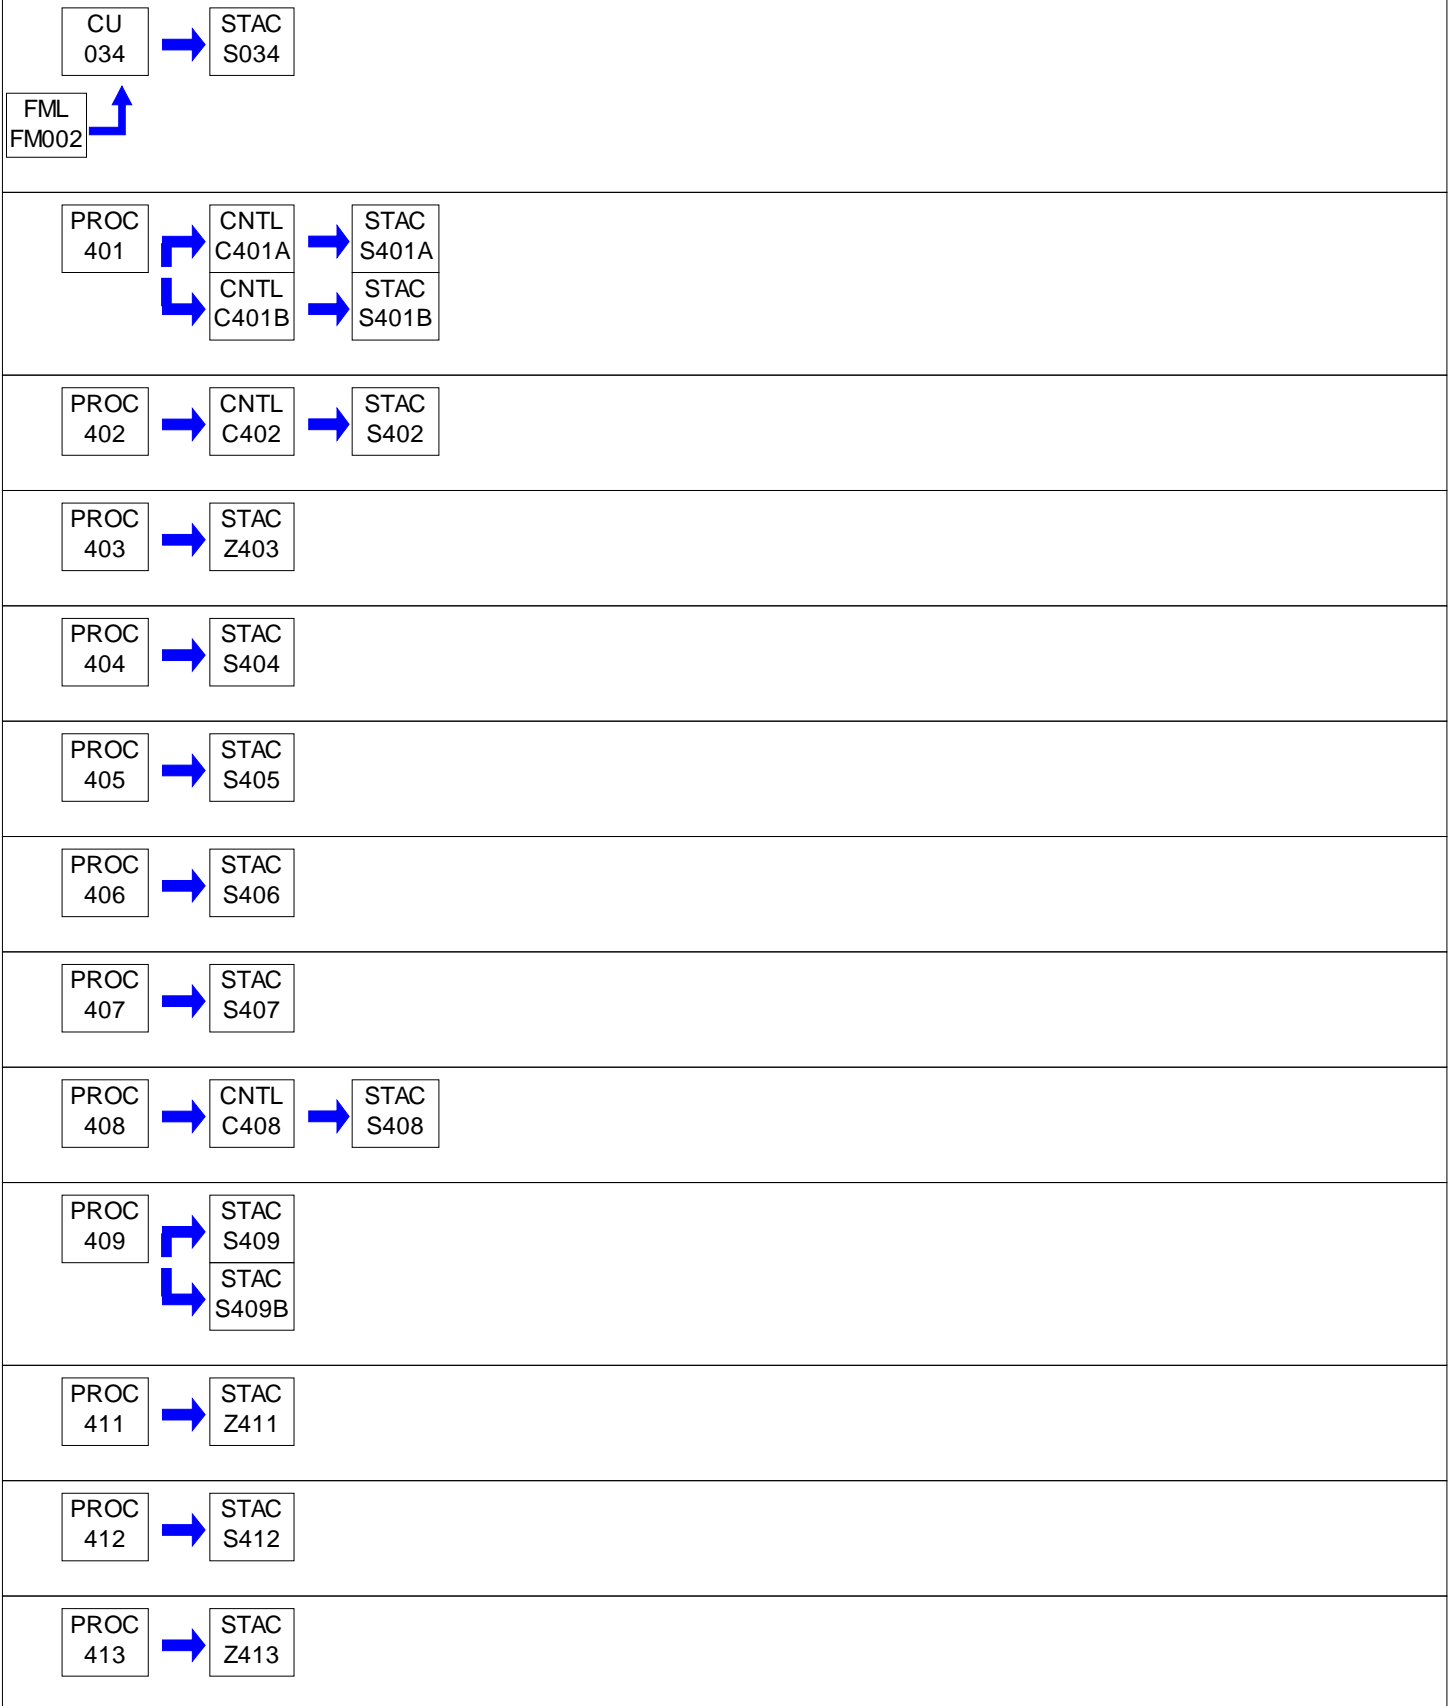 CU
034
STAC
S034
FML
FM002
PROC
401
CNTL
C401A
STAC
S401A
CNTL
C401B
STAC
S401B
PROC
402
CNTL
C402
STAC
S402
PROC
403
STAC
Z403
PROC
404
STAC
S404
PROC
405
STAC
S405
PROC
406
STAC
S406
PROC
407
STAC
S407
PROC
408
CNTL
C408
STAC
S408
PROC
409
STAC
S409
STAC
S409B
PROC
411
STAC
Z411
PROC
412
STAC
S412
PROC
413
STAC
Z413